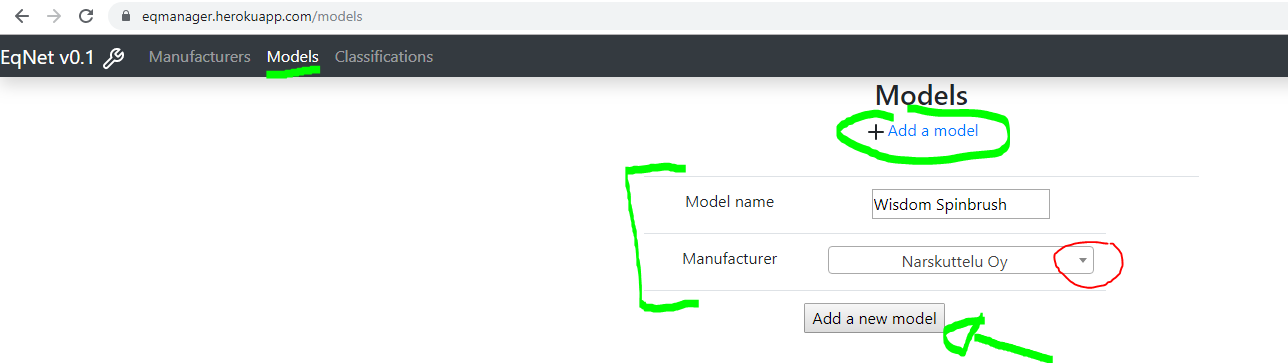 eqmanager.herokuapp.com/models
EqNet v0.1 Manufacturers Models Classifications
Models
+ Add a model
Model name Wisdom Spinbrush
Manufacturer Narskuttelu Oy
Add a new model